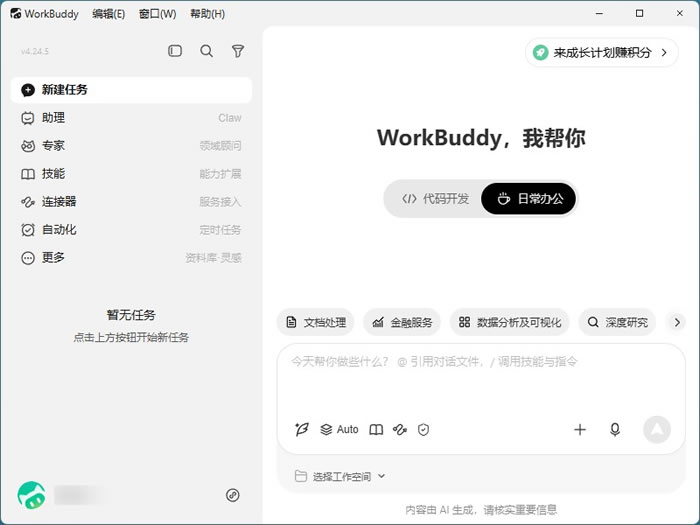 WorkBuddy 编辑(E) 窗口(W) 帮助(H)
v4.24.5
来成长计划赚积分
新建任务
助理 Claw
专家 领域顾问
技能 能力扩展
连接器 服务接入
自动化 定时任务
更多 资料库·灵感
暂无任务
点击上方按钮开始新任务
WorkBuddy，我帮你
</> 代码开发 日常办公
文档处理 金融服务 数据分析及可视化 深度研究
今天帮你做些什么？ @ 引用对话文件，/ 调用技能与指令
Auto
选择工作空间
内容由 AI 生成，请核实重要信息